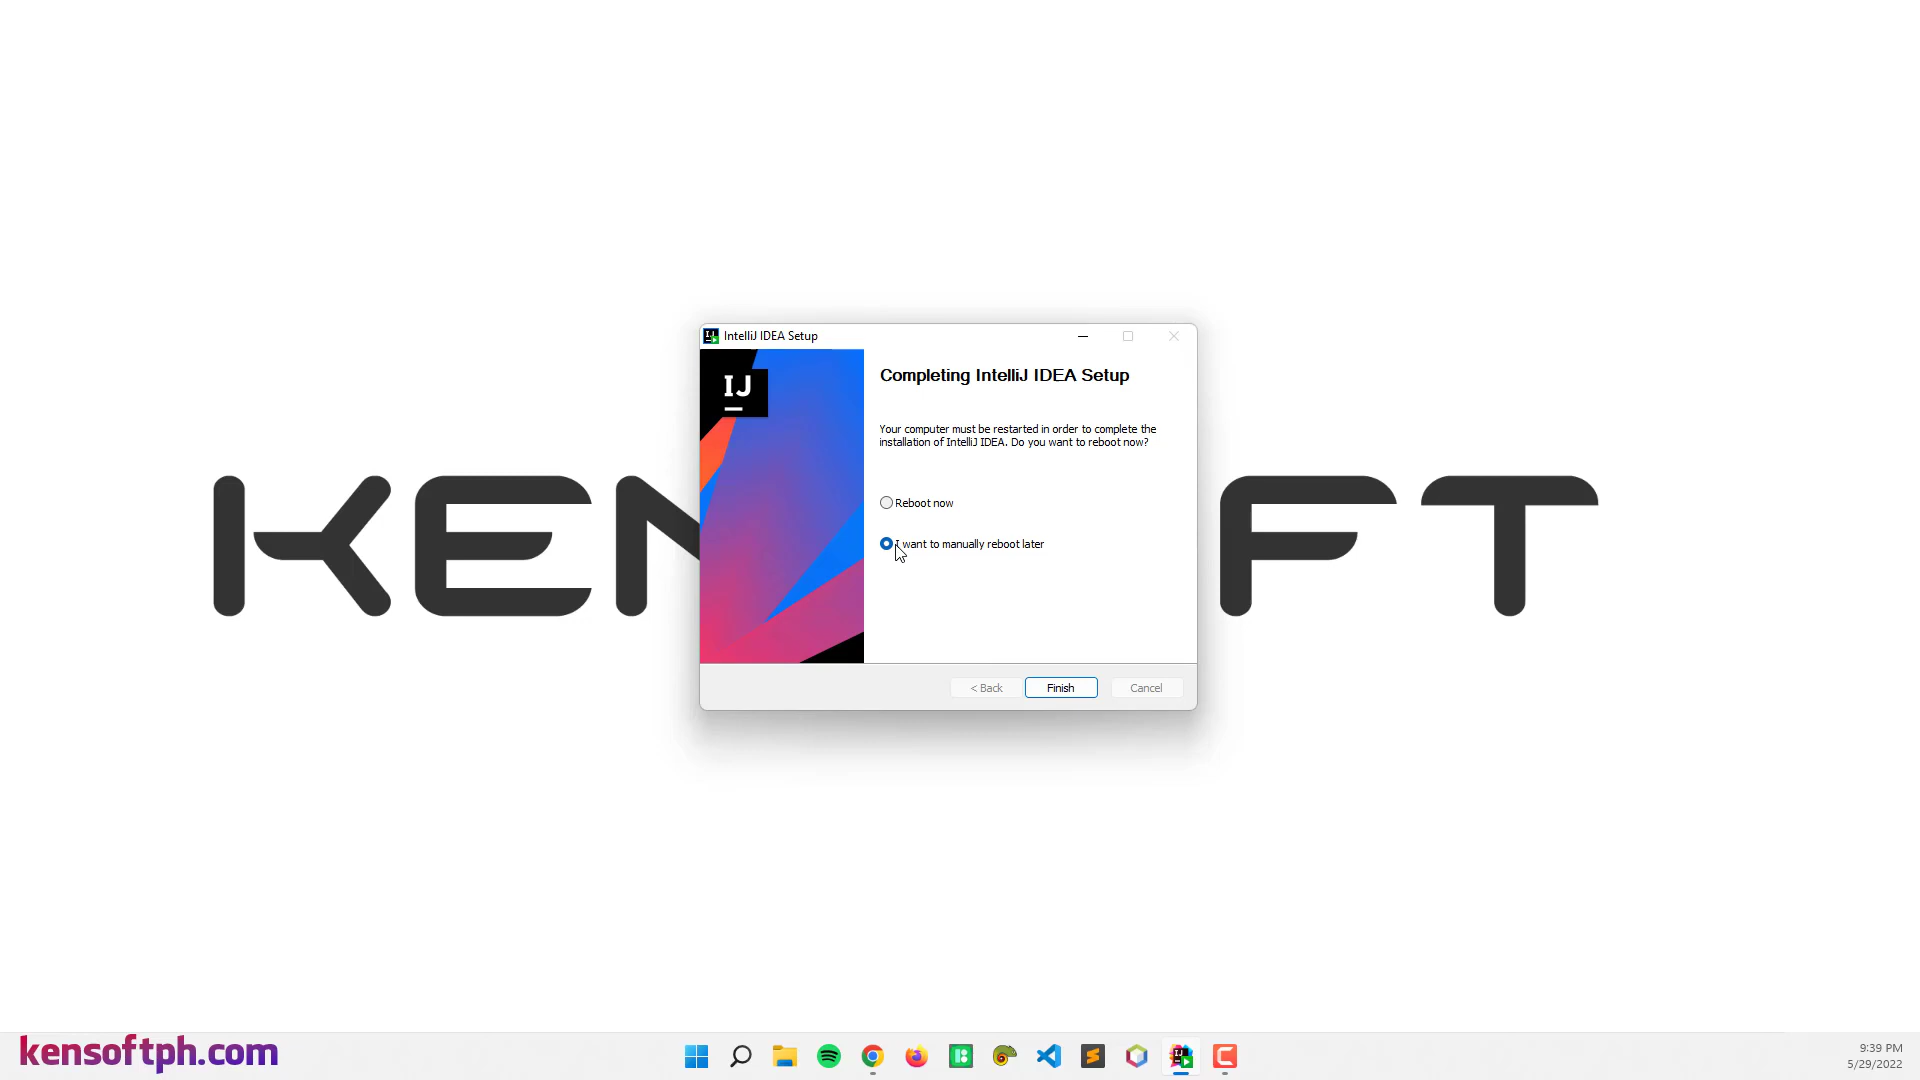 IntelliJ IDEA Setup
IJ
Completing IntelliJ IDEA Setup
Your computer must be restarted in order to complete the
installation of IntelliJ IDEA. Do you want to reboot now?
Reboot now
I want to manually reboot later
< Back
Finish
Cancel
KEN
FT
kensoftph.com
9:39 PM
5/29/2022